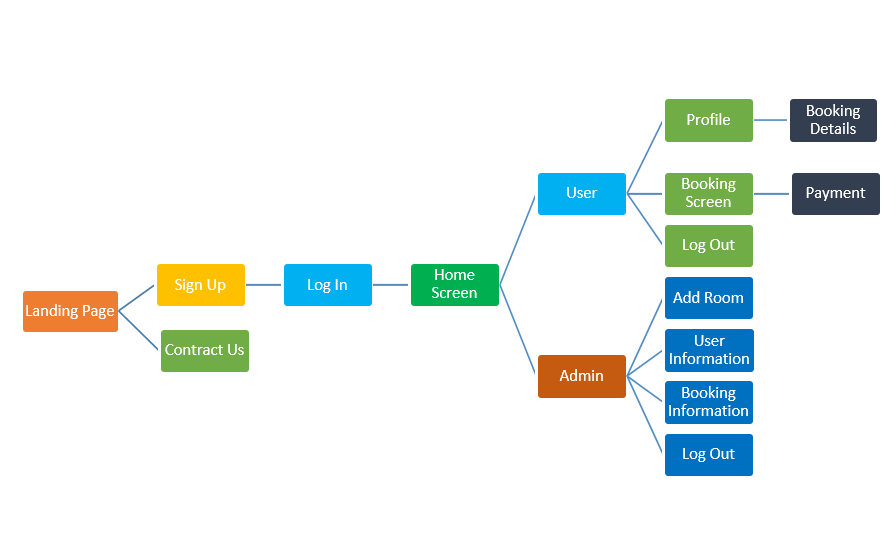 Landing Page
Sign Up
Contract Us
Log In
Home
Screen
User
Profile
Booking
Details
Booking
Screen
Payment
Log Out
Admin
Add Room
User
Information
Booking
Information
Log Out